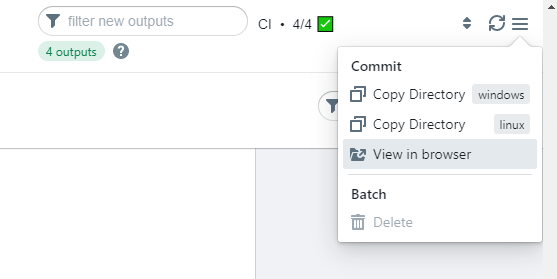 filter new outputs
CI • 4/4
4 outputs
?
Commit
Copy Directory windows
Copy Directory linux
View in browser
Batch
Delete